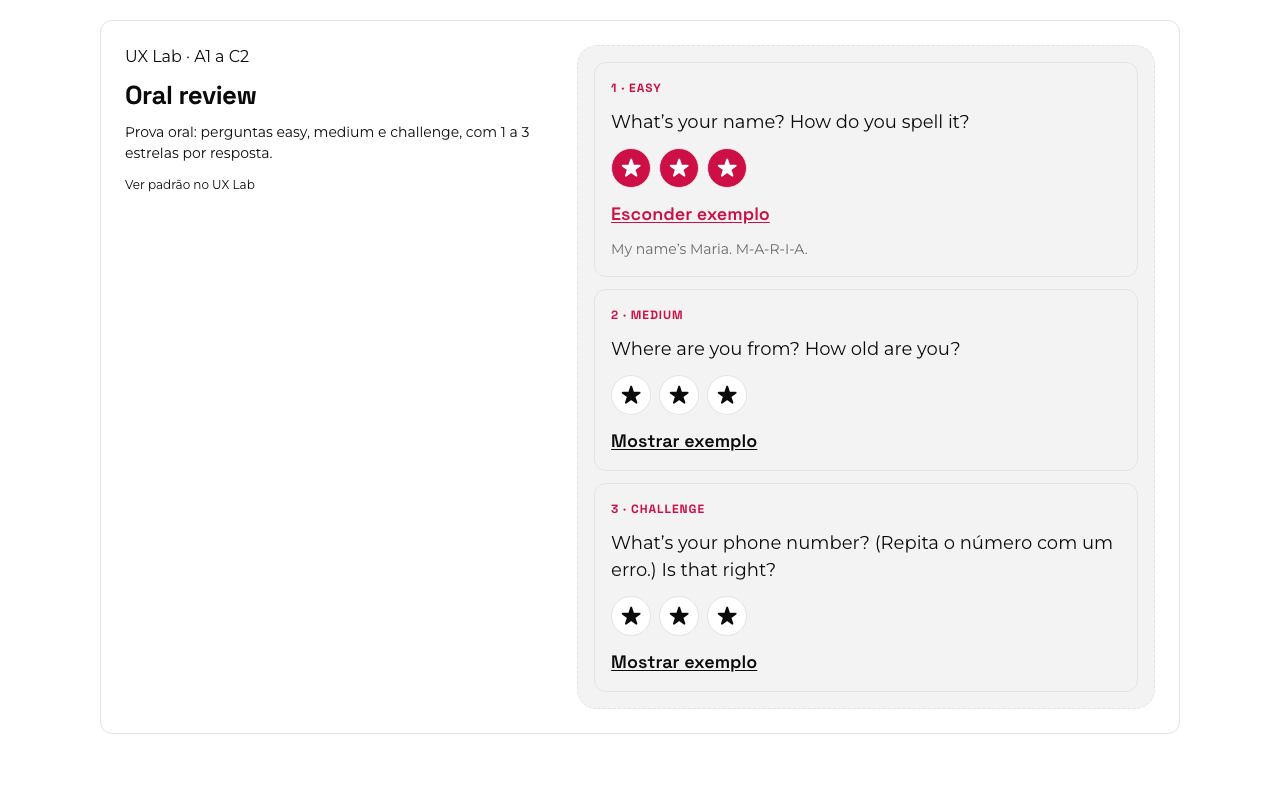 UX Lab · A1 a C2
Oral review
Prova oral: perguntas easy, medium e challenge, com 1 a 3
estrelas por resposta.
Ver padrão no UX Lab
1 · EASY
What’s your name? How do you spell it?
Esconder exemplo
My name’s Maria. M-A-R-I-A.
2 · MEDIUM
Where are you from? How old are you?
Mostrar exemplo
3 · CHALLENGE
What’s your phone number? (Repita o número com um
erro.) Is that right?
Mostrar exemplo